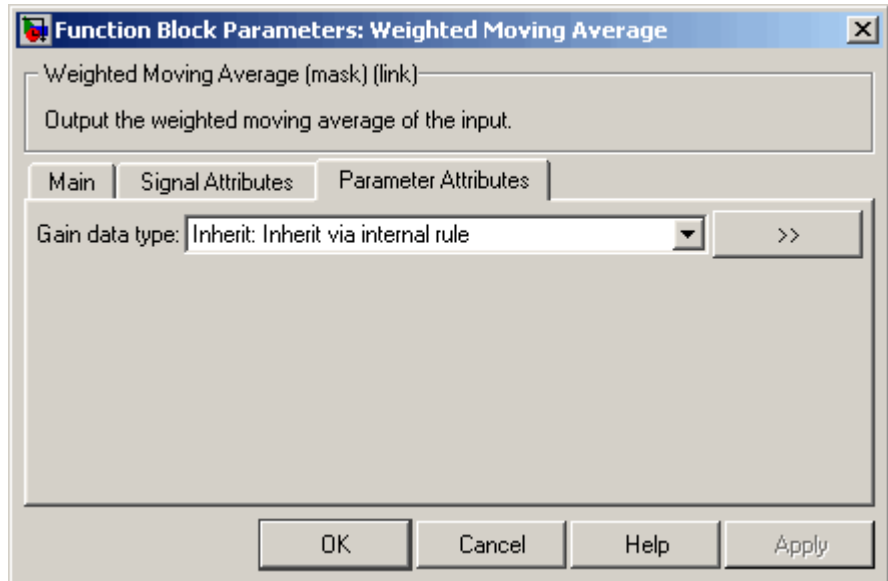 Function Block Parameters: Weighted Moving Average
Weighted Moving Average (mask) (link)
Output the weighted moving average of the input.
Main Signal Attributes Parameter Attributes
Gain data type: Inherit: Inherit via internal rule >>
OK Cancel Help Apply